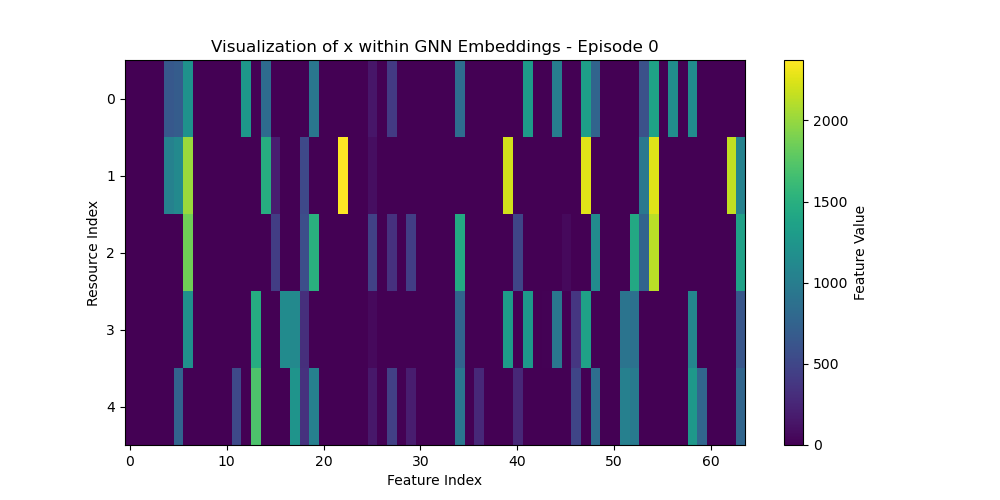 Visualization of x within GNN Embeddings - Episode 0
Resource Index
0
1
2
3
4
0 10 20 30 40 50 60
Feature Index
2000
1500
1000
500
0
Feature Value